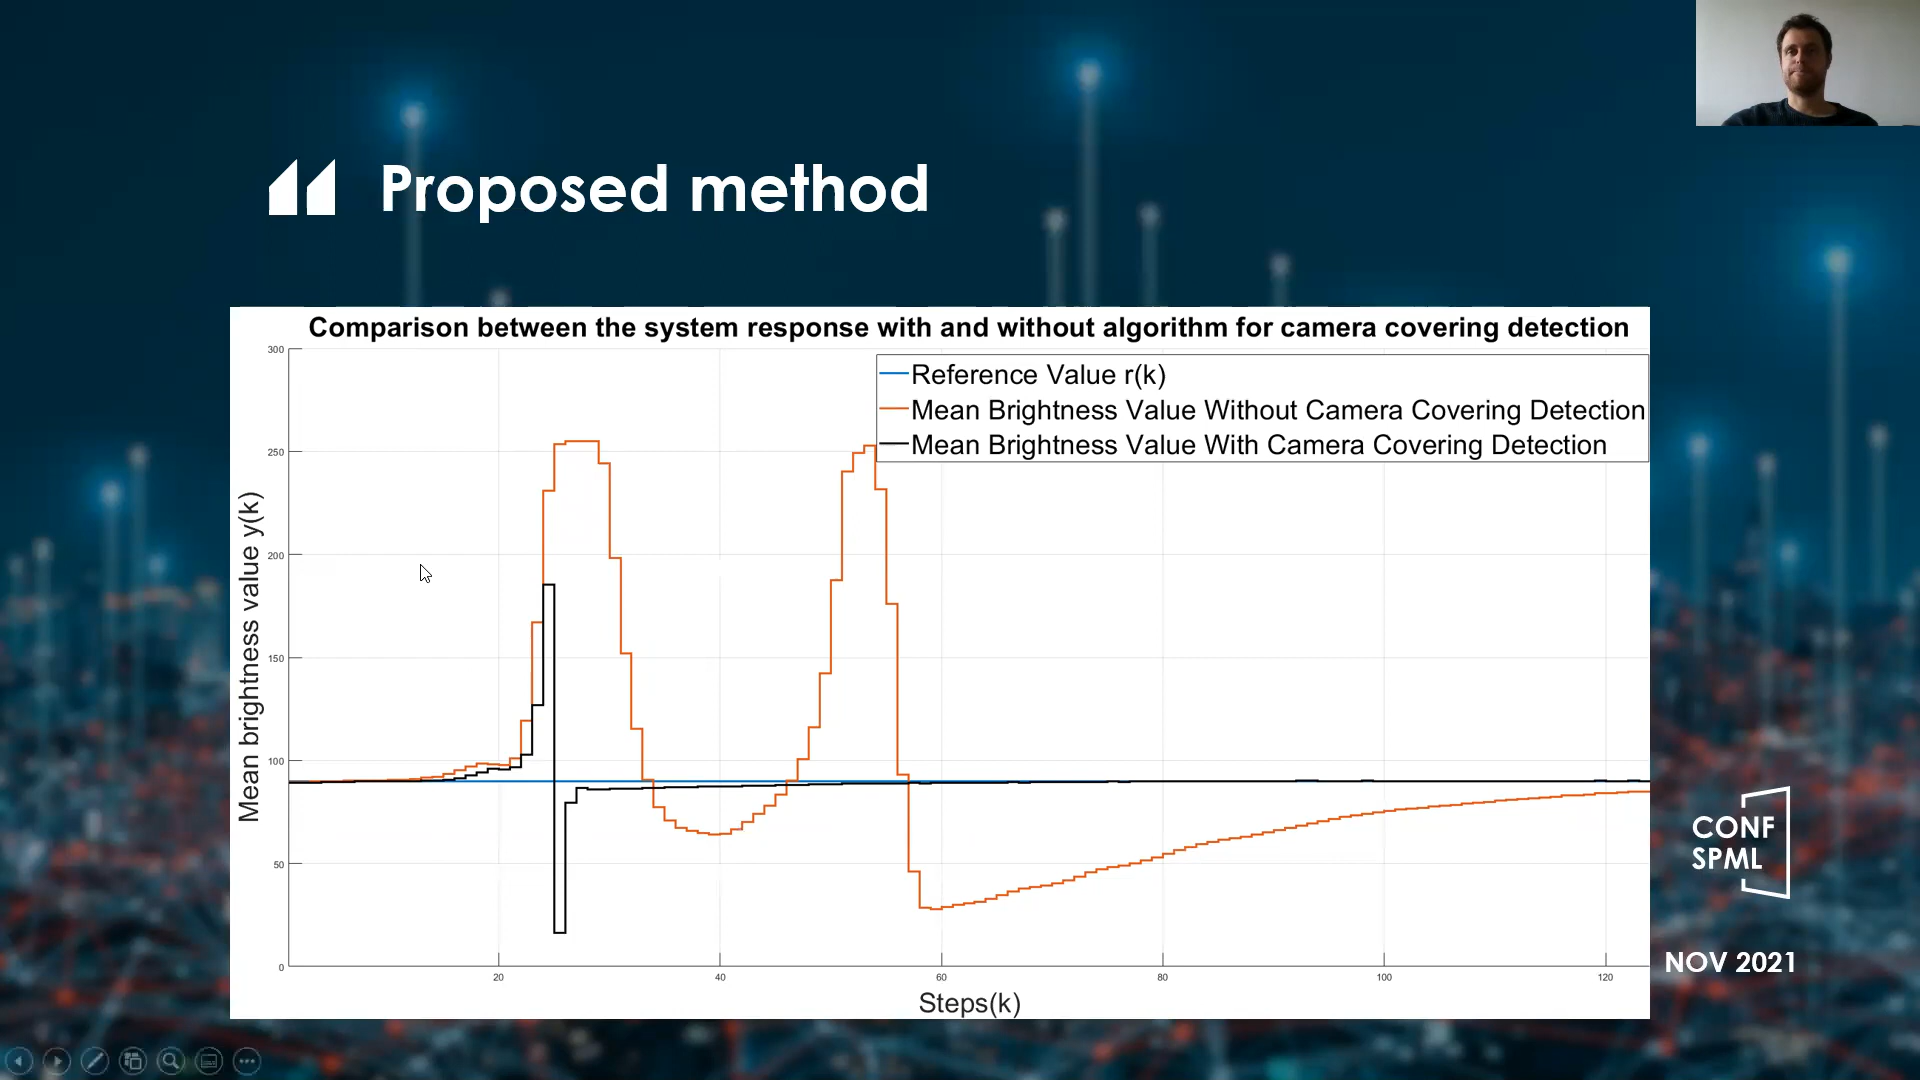 Proposed method
Comparison between the system response with and without algorithm for camera covering detection
Reference Value r(k)
Mean Brightness Value Without Camera Covering Detection
Mean Brightness Value With Camera Covering Detection
Mean brightness value y(k)
300
250
200
150
100
50
0
20
40
60
80
100
120
Steps(k)
CONF
SPML
NOV 2021